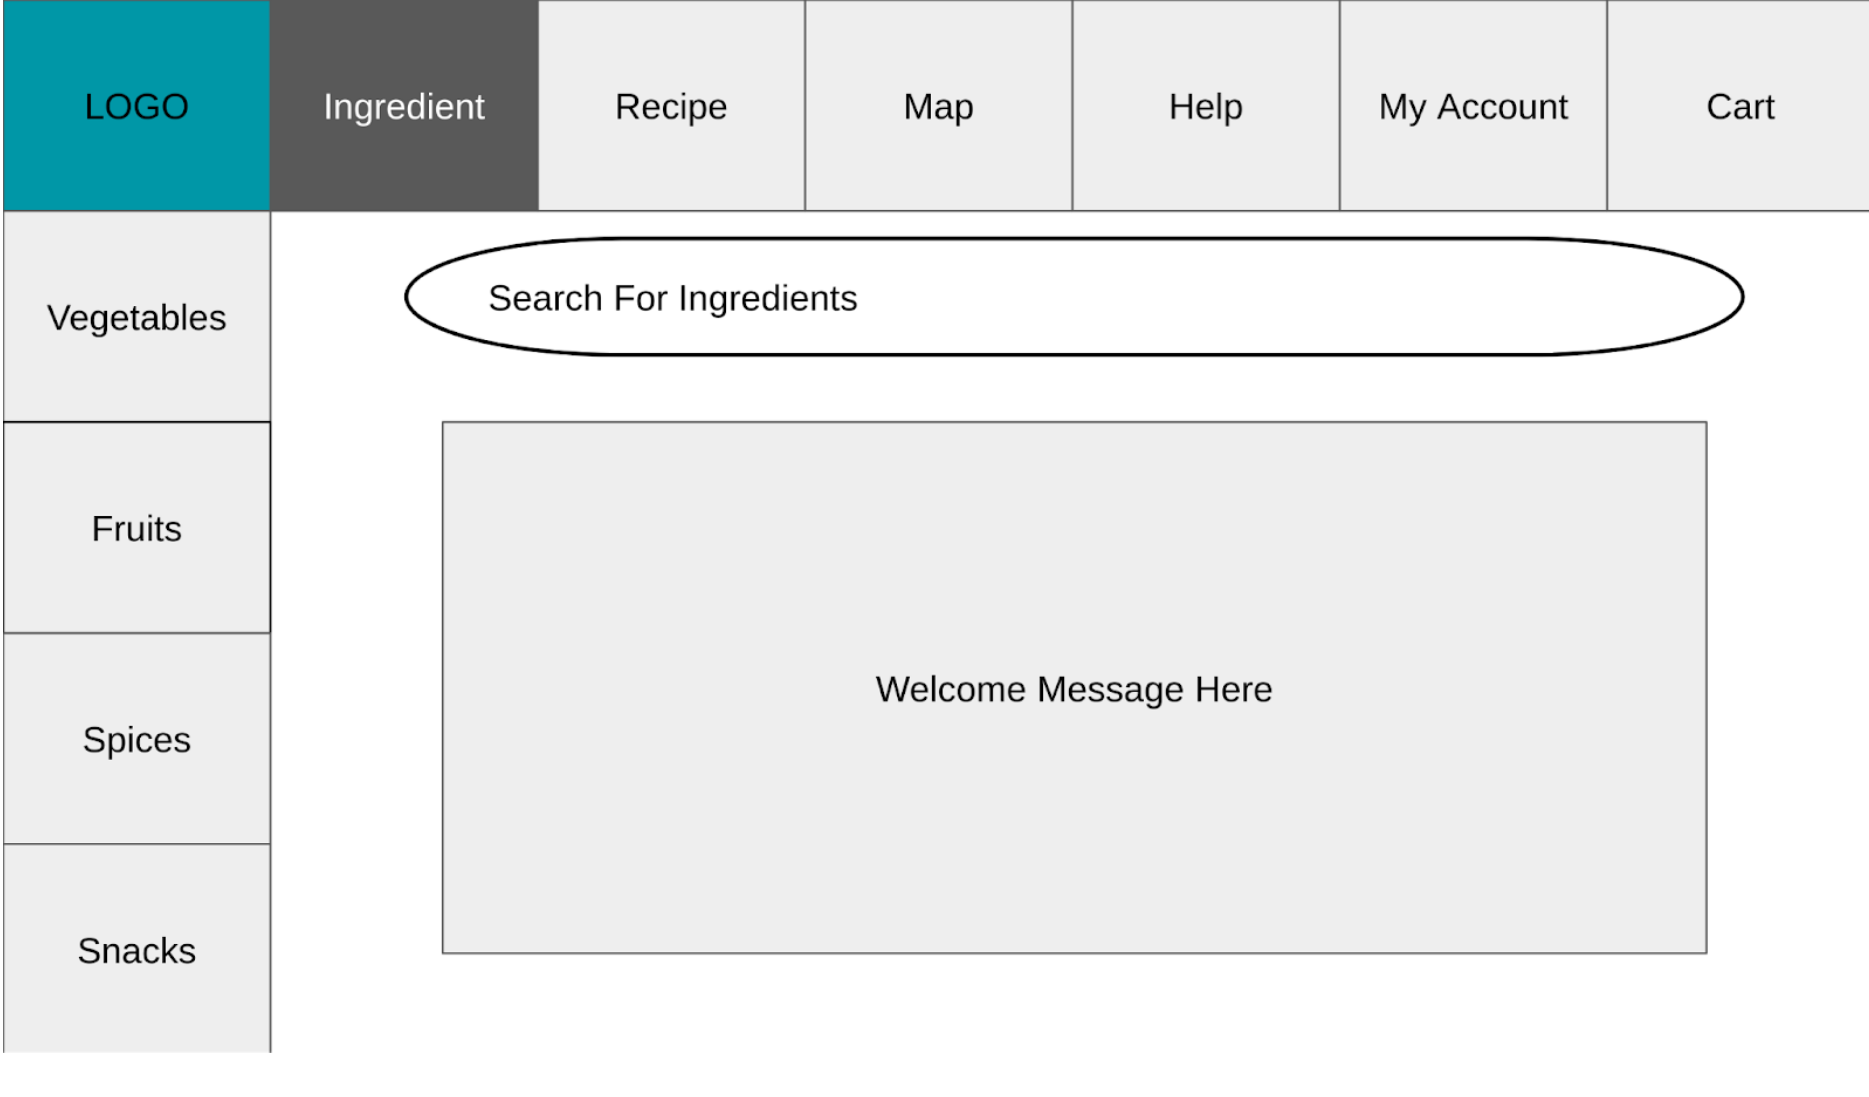 LOGO
Ingredient
Recipe
Map
Help
My Account
Cart
Vegetables
Fruits
Spices
Snacks
Search For Ingredients
Welcome Message Here